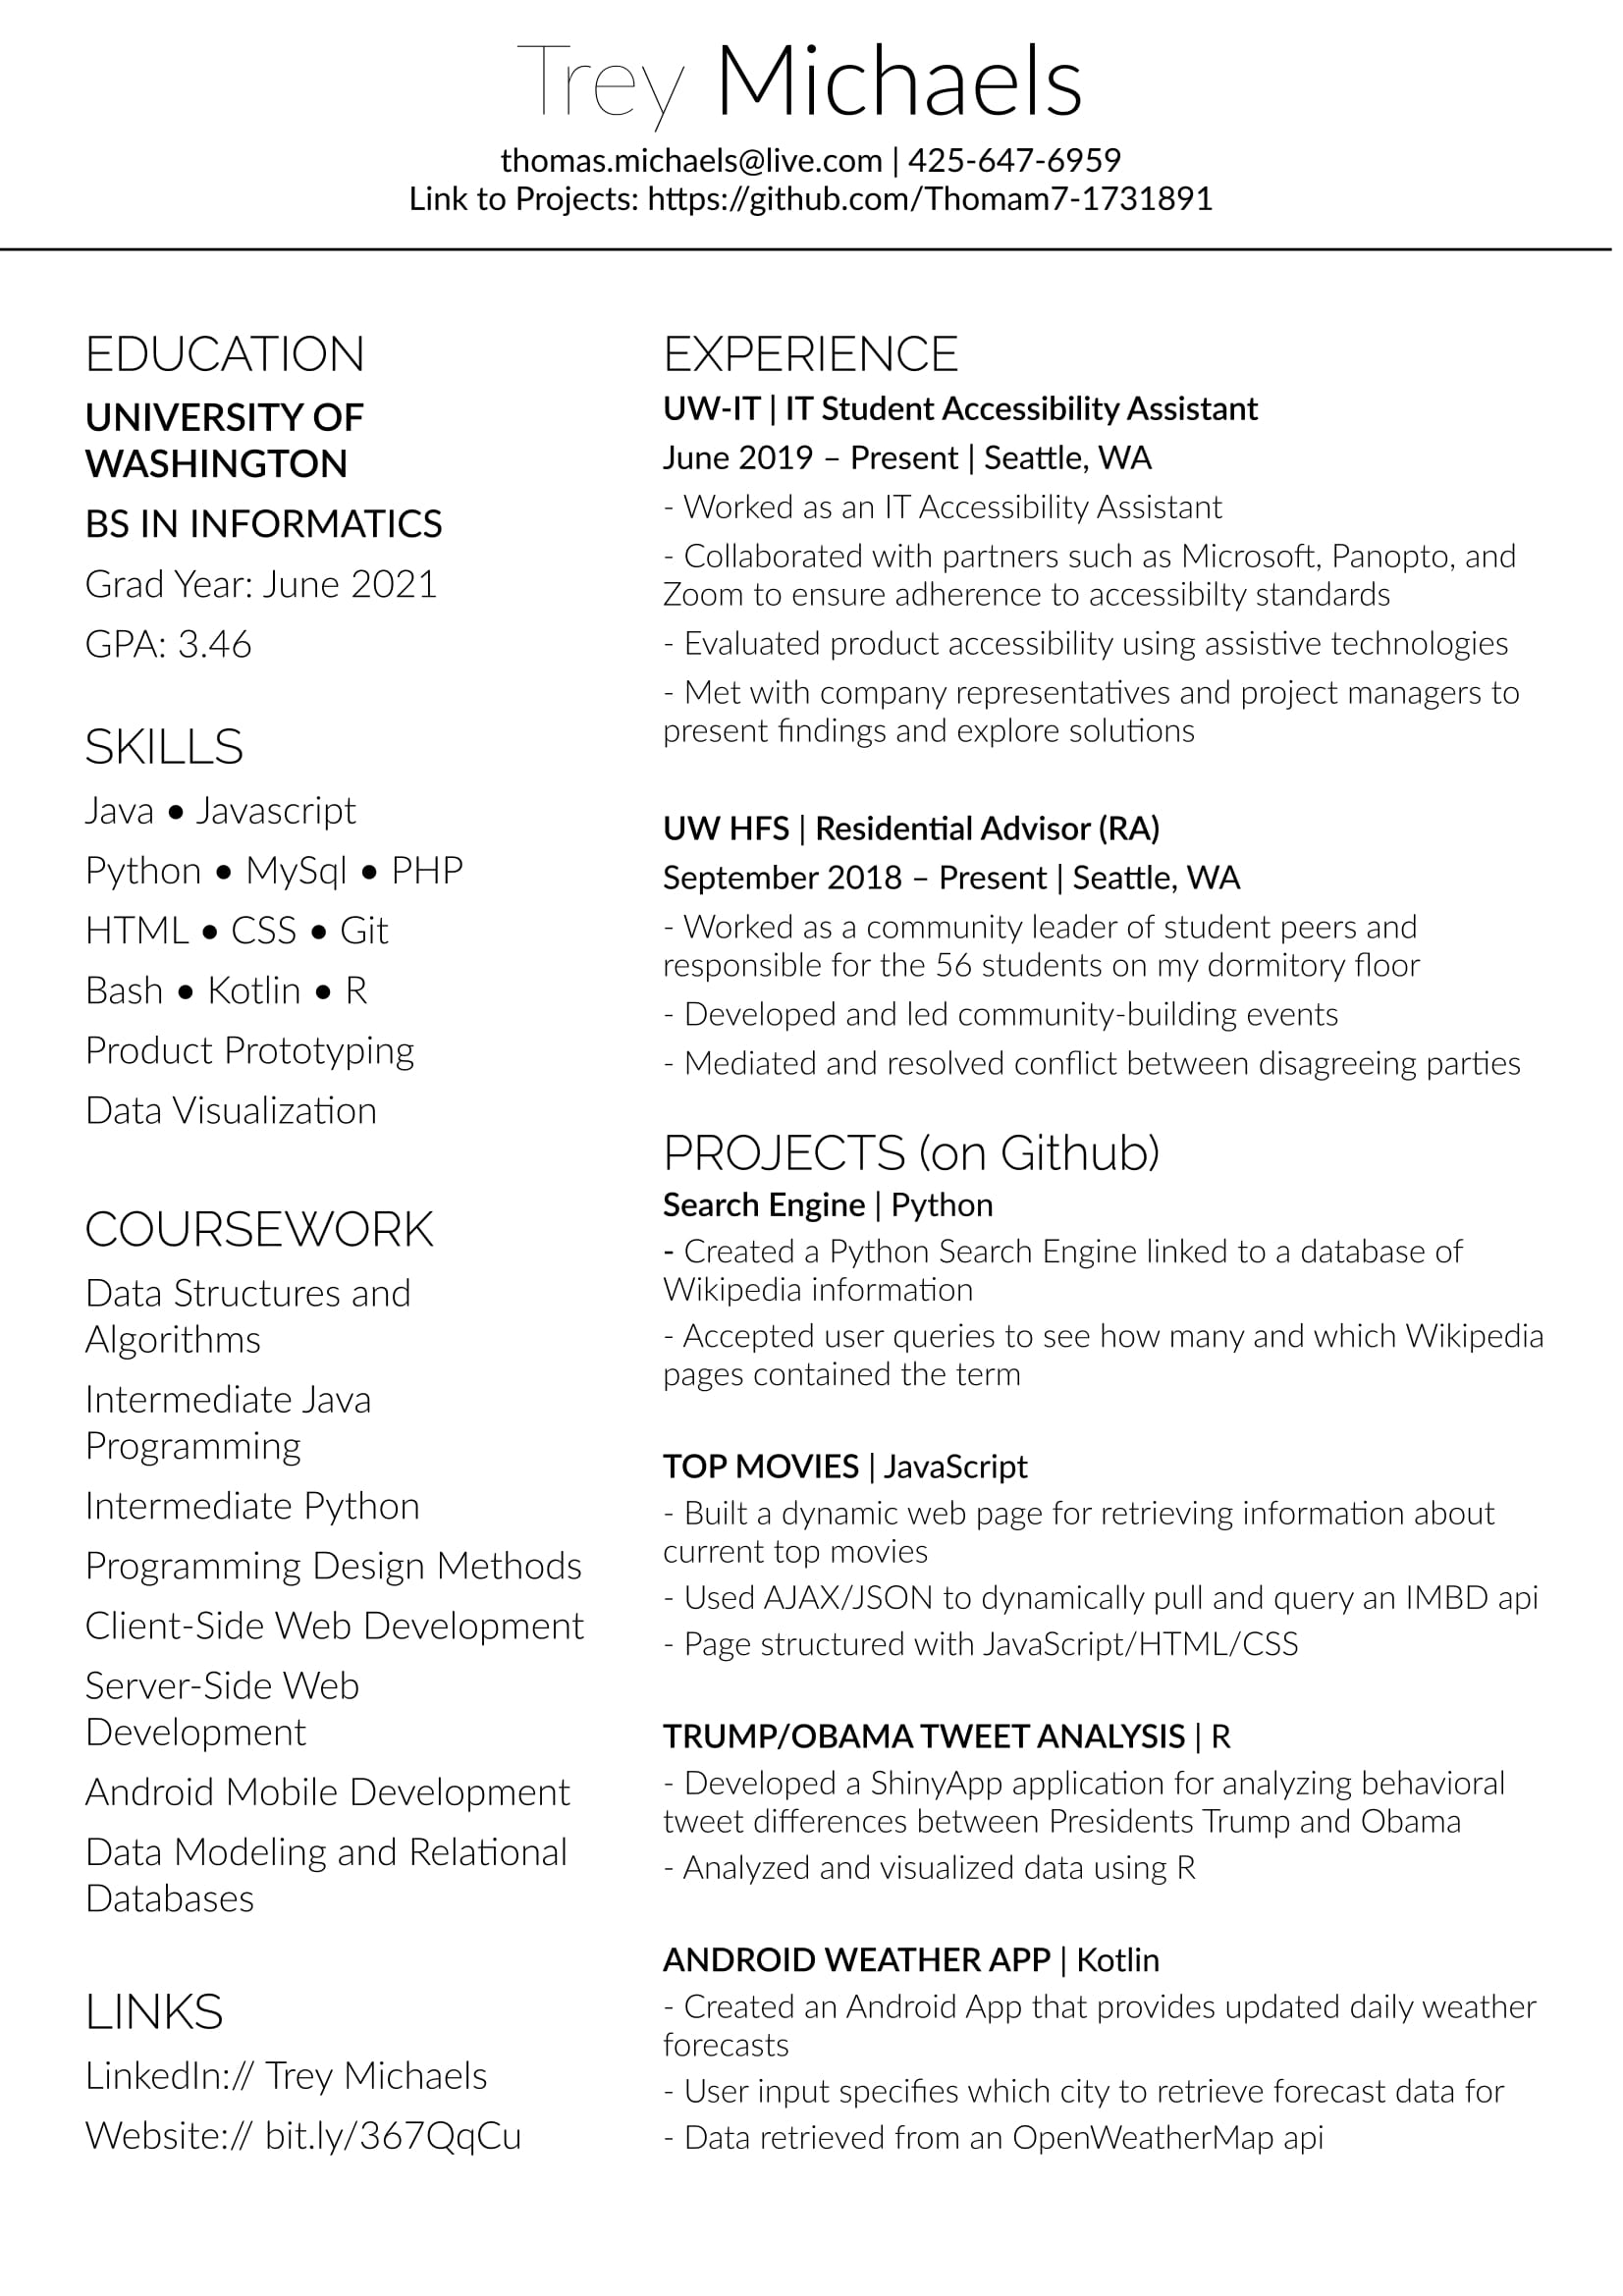 Trey Michaels
thomas.michaels@live.com | 425-647-6959
Link to Projects: https://github.com/Thomam7-1731891
EDUCATION
UNIVERSITY OF
WASHINGTON
BS IN INFORMATICS
Grad Year: June 2021
GPA: 3.46
SKILLS
Java • Javascript
Python • MySql • PHP
HTML • CSS • Git
Bash • Kotlin • R
Product Prototyping
Data Visualization
COURSEWORK
Data Structures and
Algorithms
Intermediate Java
Programming
Intermediate Python
Programming Design Methods
Client-Side Web Development
Server-Side Web
Development
Android Mobile Development
Data Modeling and Relational
Databases
LINKS
LinkedIn:// Trey Michaels
Website:// bit.ly/367QqCu
EXPERIENCE
UW-IT | IT Student Accessibility Assistant
June 2019 – Present | Seattle, WA
- Worked as an IT Accessibility Assistant
- Collaborated with partners such as Microsoft, Panopto, and
Zoom to ensure adherence to accessibilty standards
- Evaluated product accessibility using assistive technologies
- Met with company representatives and project managers to
present findings and explore solutions
UW HFS | Residential Advisor (RA)
September 2018 – Present | Seattle, WA
- Worked as a community leader of student peers and
responsible for the 56 students on my dormitory floor
- Developed and led community-building events
- Mediated and resolved conflict between disagreeing parties
PROJECTS (on Github)
Search Engine | Python
- Created a Python Search Engine linked to a database of
Wikipedia information
- Accepted user queries to see how many and which Wikipedia
pages contained the term
TOP MOVIES | JavaScript
- Built a dynamic web page for retrieving information about
current top movies
- Used AJAX/JSON to dynamically pull and query an IMBD api
- Page structured with JavaScript/HTML/CSS
TRUMP/OBAMA TWEET ANALYSIS | R
- Developed a ShinyApp application for analyzing behavioral
tweet differences between Presidents Trump and Obama
- Analyzed and visualized data using R
ANDROID WEATHER APP | Kotlin
- Created an Android App that provides updated daily weather
forecasts
- User input specifies which city to retrieve forecast data for
- Data retrieved from an OpenWeatherMap api